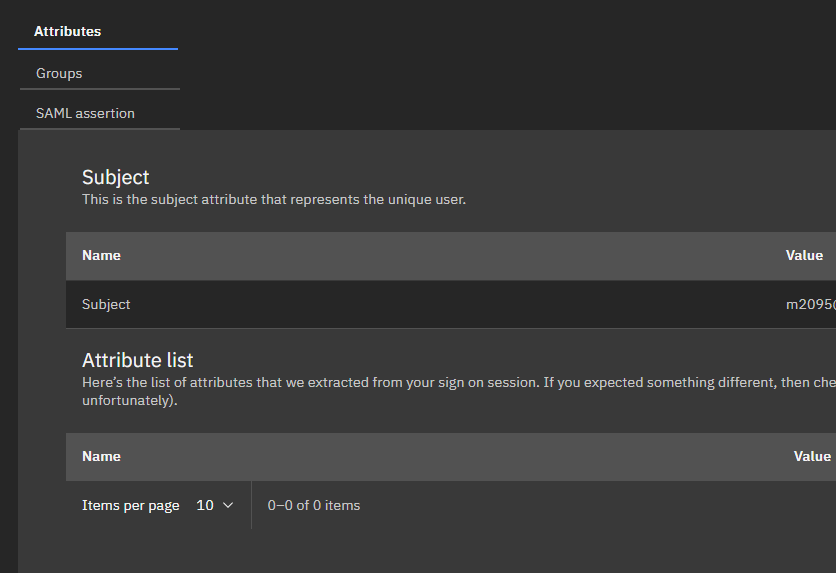 Attributes
Groups
SAML assertion
Subject
This is the subject attribute that represents the unique user.
Name Value
Subject m2095@
Attribute list
Here’s the list of attributes that we extracted from your sign on session. If you expected something different, then che
unfortunately).
Name Value
Items per page 10 0–0 of 0 items